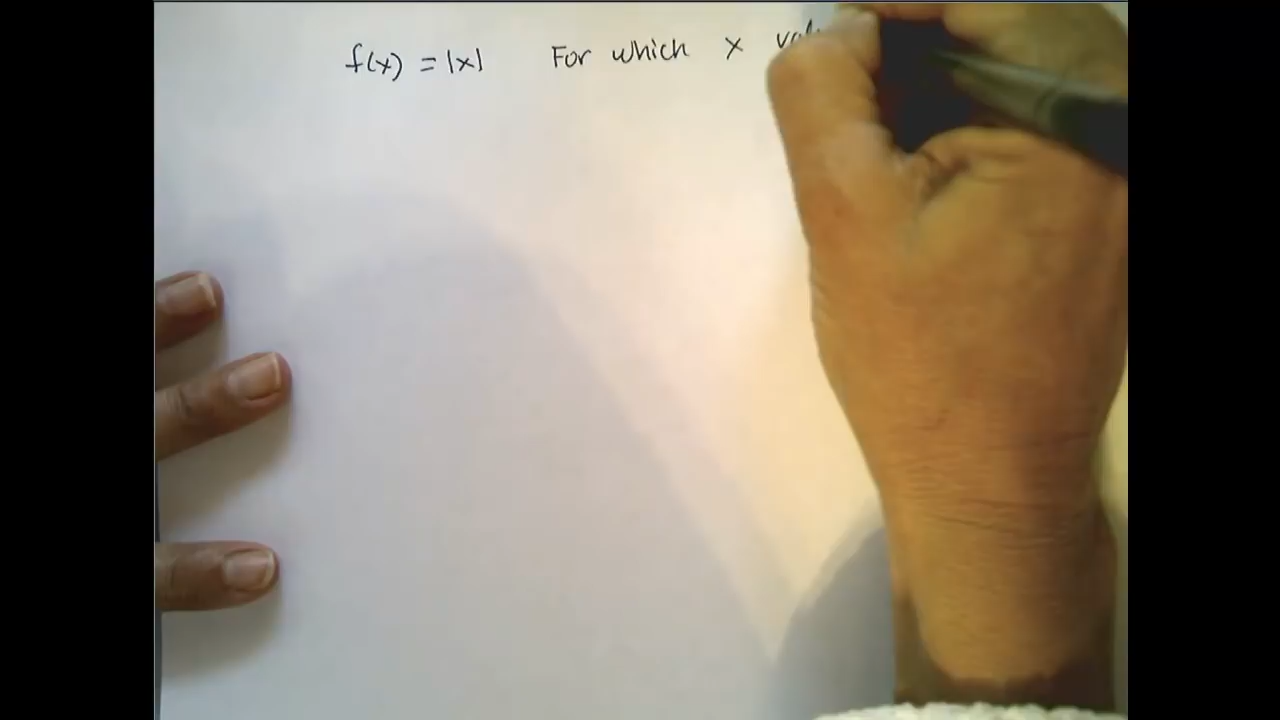 f(x) = |x| For which x